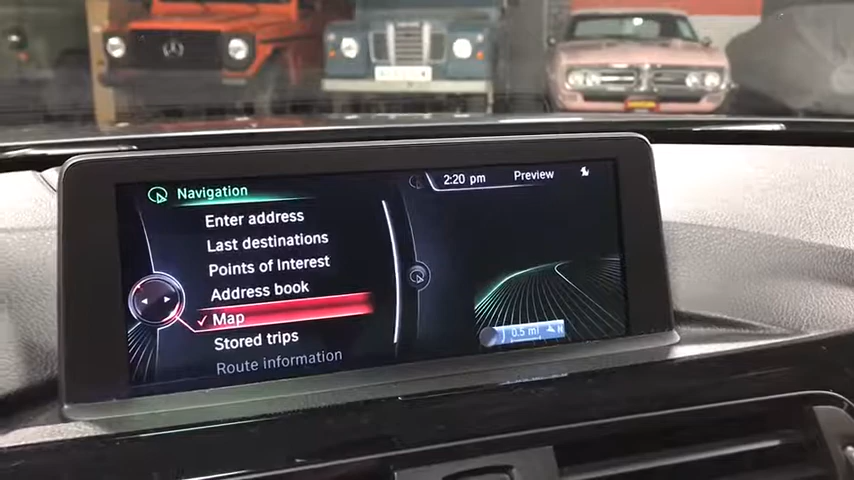 Navigation
2:20 pm
Preview
Enter address
Last destinations
Points of Interest
Address book
Map
Stored trips
Route information
0.5 mi
N